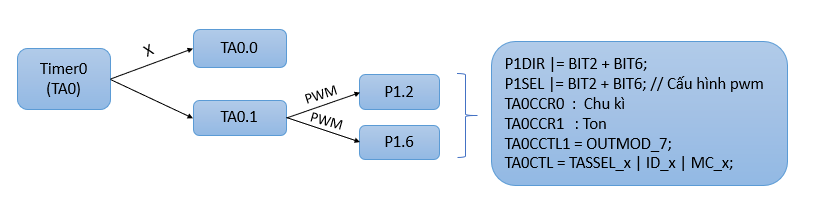 Timer0
(TA0)
X
TA0.0
TA0.1
PWM
PWM
P1.2
P1.6
P1DIR |= BIT2 + BIT6;
P1SEL |= BIT2 + BIT6; // Cấu hình pwm
TA0CCR0 : Chu kì
TA0CCR1 : Ton
TA0CCTL1 = OUTMOD_7;
TA0CTL = TASSEL_x | ID_x | MC_x;